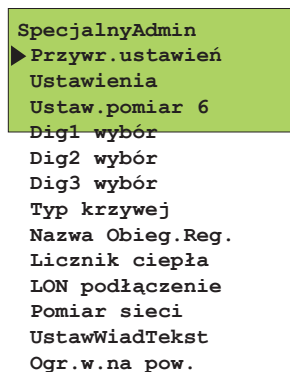 SpecjalnyAdmin
Przywr.ustawień
Ustawienia
Ustaw.pomiar 6
Dig1 wybór
Dig2 wybór
Dig3 wybór
Typ krzywej
Nazwa Obieg.Reg.
Licznik ciepła
LON podłączenie
Pomiar sieci
UstawWiadTekst
Ogr.w.na pow.